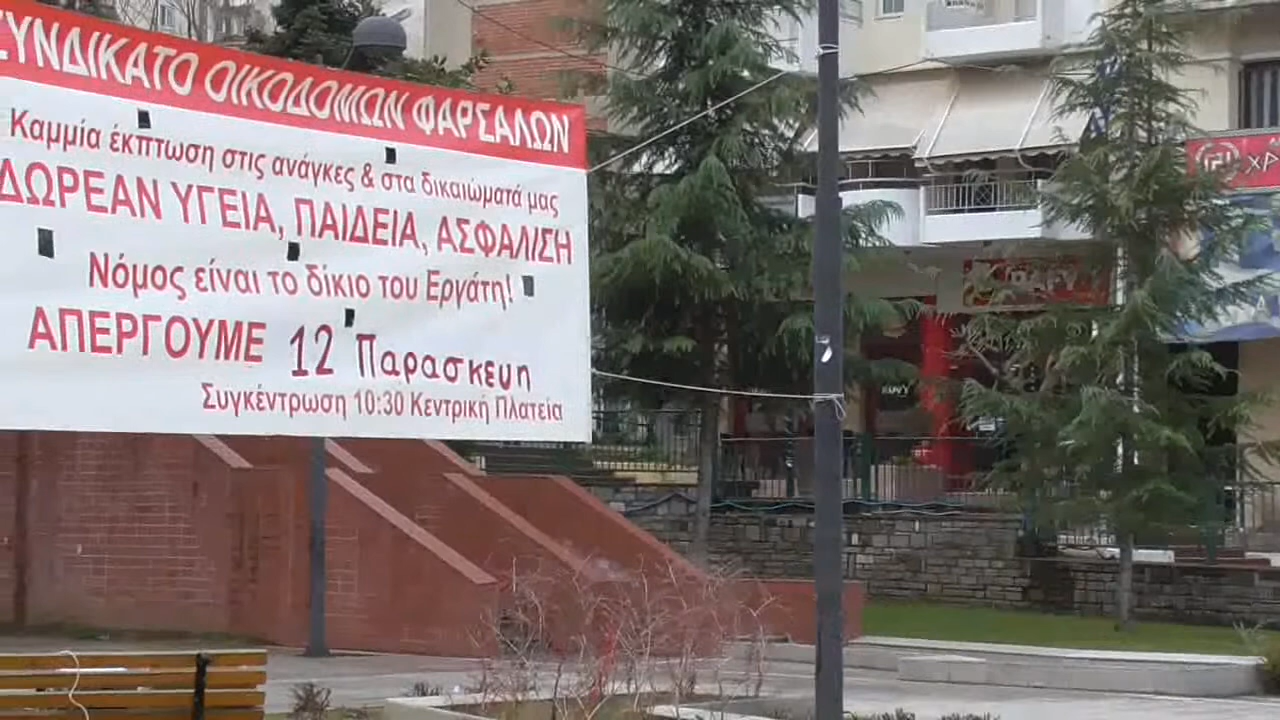 ΣΥΝΔΙΚΑΤΟ ΟΙΚΟΔΟΜΩΝ ΦΑΡΣΑΛΩΝ
Καμμία έκπτωση στις ανάγκες & στα δικαιώματά μας
ΔΩΡΕΑΝ ΥΓΕΙΑ, ΠΑΙΔΕΙΑ, ΑΣΦΑΛΙΣΗ
Νόμος είναι το δίκιο του Εργάτη!
ΑΠΕΡΓΟΥΜΕ 12 Παρασκευη
Συγκέντρωση 10:30 Κεντρική Πλατεία